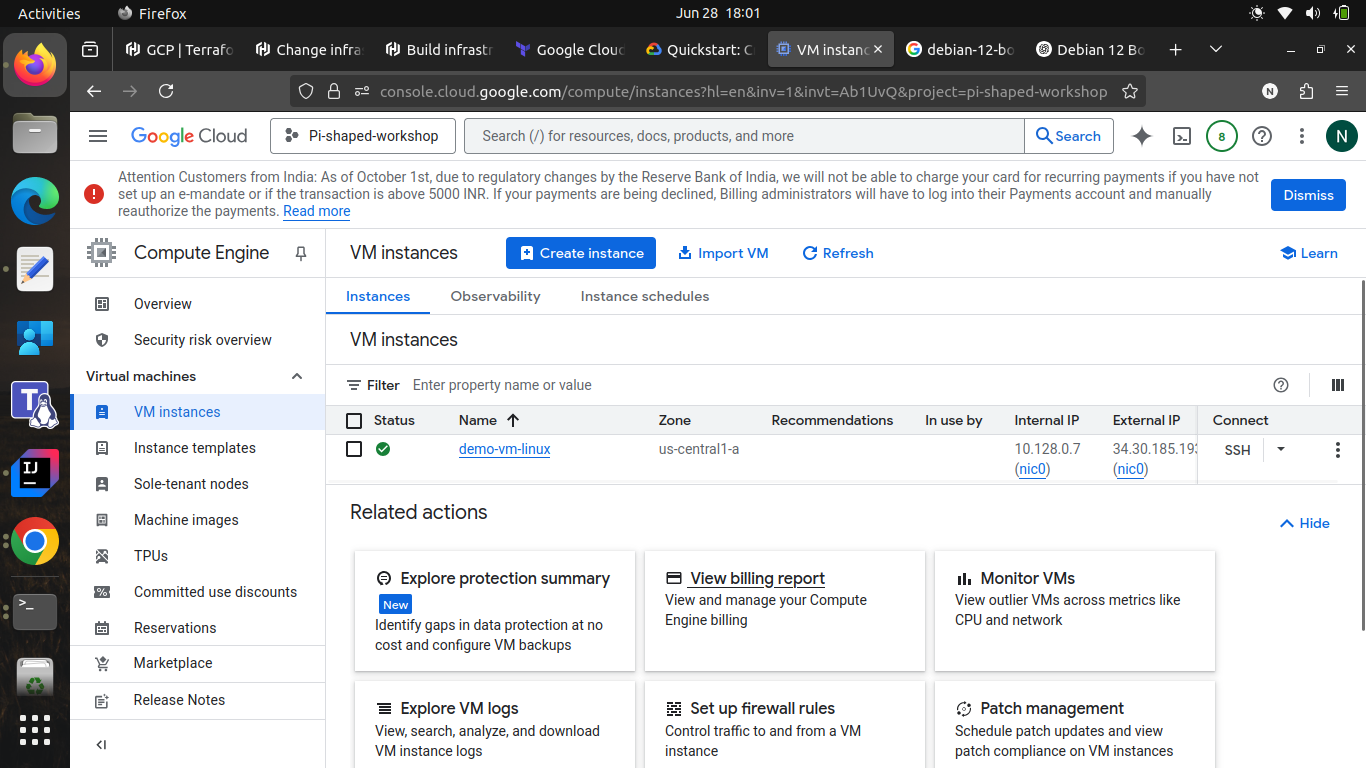 Activities
Firefox
Jun 28 18:01
GCP | Terrafo
Change infra
Build infrastr
Google Cloud
Quickstart: C
VM instanc
debian-12-bo
Debian 12 Bo
console.cloud.google.com/compute/instances?hl=en&inv=1&invt=Ab1UvQ&project=pi-shaped-workshop
N
Google Cloud
Pi-shaped-workshop
Search (/) for resources, docs, products, and more
Search
8
N
Attention Customers from India: As of October 1st, due to regulatory changes by the Reserve Bank of India, we will not be able to charge your card for recurring payments if you have not
set up an e-mandate or if the transaction is above 5000 INR. If your payments are being declined, Billing administrators will have to log into their Payments account and manually
reauthorize the payments. Read more
Dismiss
Compute Engine
VM instances
Create instance
Import VM
Refresh
Learn
Overview
Security risk overview
Virtual machines
VM instances
Instance templates
Sole-tenant nodes
Machine images
TPUs
Committed use discounts
Reservations
Marketplace
Release Notes
Instances
Observability
Instance schedules
VM instances
Filter
Enter property name or value
Status
Name
Zone
Recommendations
In use by
Internal IP
External IP
Connect
demo-vm-linux
us-central1-a
10.128.0.7
(nic0)
34.30.185.193
(nic0)
SSH
Related actions
Hide
Explore protection summary
New
Identify gaps in data protection at no
cost and configure VM backups
View billing report
View and manage your Compute
Engine billing
Monitor VMs
View outlier VMs across metrics like
CPU and network
Explore VM logs
View, search, analyze, and download
VM instance logs
Set up firewall rules
Control traffic to and from a VM
instance
Patch management
Schedule patch updates and view
patch compliance on VM instances
T
IJ